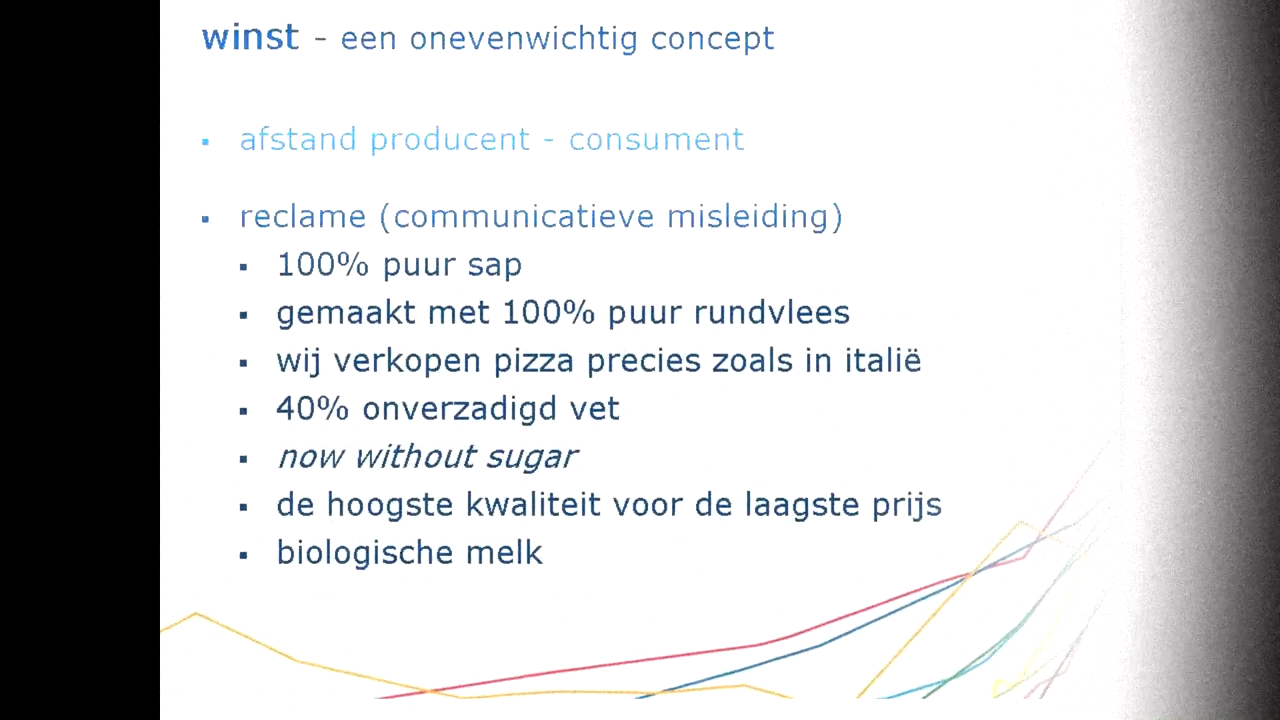 winst - een onevenwichtig concept
afstand producent - consument
reclame (communicatieve misleiding)
100% puur sap
gemaakt met 100% puur rundvlees
wij verkopen pizza precies zoals in italië
40% onverzadigd vet
now without sugar
de hoogste kwaliteit voor de laagste prijs
biologische melk